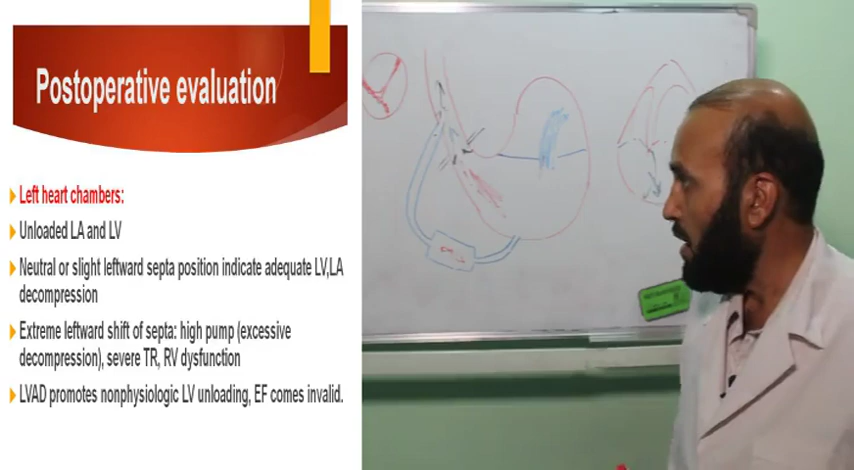 Postoperative evaluation
Left heart chambers:
Unloaded LA and LV
Neutral or slight leftward septa position indicate adequate LV,LA
decompression
Extreme leftward shift of septa: high pump (excessive
decompression), severe TR, RV dysfunction
LVAD promotes nonphysiologic LV unloading, EF comes invalid.